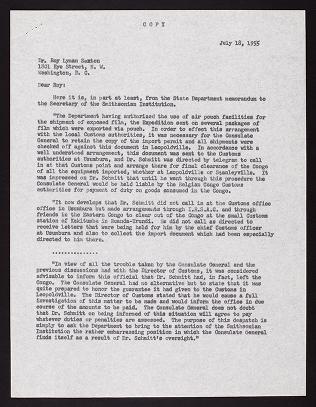 COPY
July 18, 1955
Dr. Ray Lyman
1801 Eye Street, N. W.
Washington, D. C.
Dear Ray:
Here it is, in part at least, from the State Department memorandum to
the Secretary of the Smithsonian Institution.
"The Department having authorized the use of air pouch facilities for
the shipment of exposed film, the Expedition sent on several packages of
film which were exported via pouch. In order to effect this arrangement
with the local Customs authorities, it was necessary for the Consulate
General to retain the copy of the import permit and all shipments were
checked off against this document in Leopoldville. In accordance with a
well understood arrangement, this document was sent to the Customs
authorities at Usumbura, and Dr. Schmitt was directed by telegram to call
in at that Customs point and arrange there for final clearance of the Congo
of all the equipment imported, whether at Leopoldville or Stanleyville. It
was impressed on Dr. Schmitt that until he went through this procedure the
Consulate General would be held liable by the Belgian Congo Customs
authorities for payment of duty on goods consumed in the Congo.
"It now develops that Dr. Schmitt did not call in at the Customs office
office in Usumbura but made arrangements through I.R.S.A.C. and through
friends in the Eastern Congo to clear out of the Congo at the small Customs
station of Kakitumba in Ruanda-Urundi. He did not call as directed to
receive letters that were being held for him by the chief Customs officer
at Usumbura and also to collect the import document which had been especially
directed to him there.
..............
"In view of all the trouble taken by the Consulate General and the
previous discussions had with the Director of Customs, it was considered
advisable to inform this official that Dr. Schmitt had, in fact, left the
Congo. The Consulate General had no alternative but to state that it was
quite prepared to honor the guarantee it had given to the Customs in
Leopoldville. The Director of Customs stated that he would cause a full
investigation of this matter to be made and would inform the office in due
course of the amounts to be paid. The Consulate General does not doubt
that Dr. Schmitt on being informed of this situation will agree to pay
whatever duties or penalties are assessed. The purpose of this despatch is
simply to ask the Department to bring to the attention of the Smithsonian
Institution the rather embarrassing position in which the Consulate General
finds itself as a result of Dr. Schmitt's oversight."